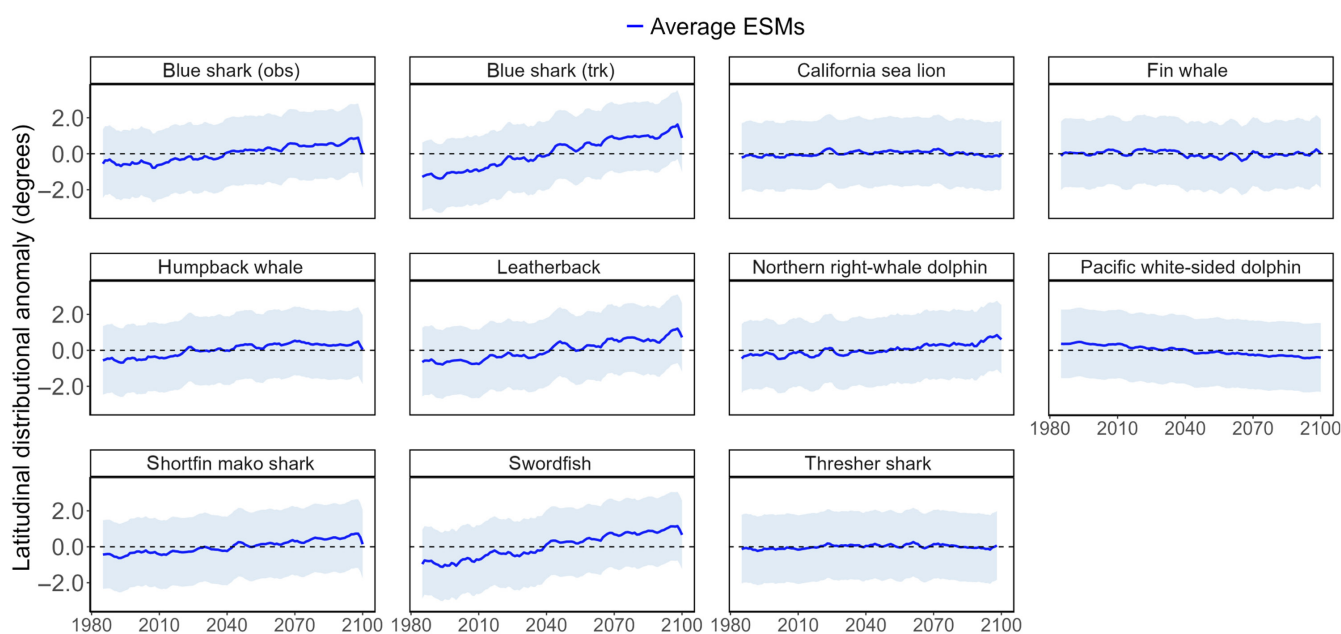 Average ESMs
Latitudinal distributional anomaly (degrees)
Blue shark (obs)
Blue shark (trk)
California sea lion
Fin whale
2.0
0.0
−2.0
Humpback whale
Leatherback
Northern right-whale dolphin
Pacific white-sided dolphin
2.0
0.0
−2.0
1980 2010 2040 2070 2100
Shortfin mako shark
Swordfish
Thresher shark
2.0
0.0
−2.0
1980 2010 2040 2070 2100
1980 2010 2040 2070 2100
1980 2010 2040 2070 2100